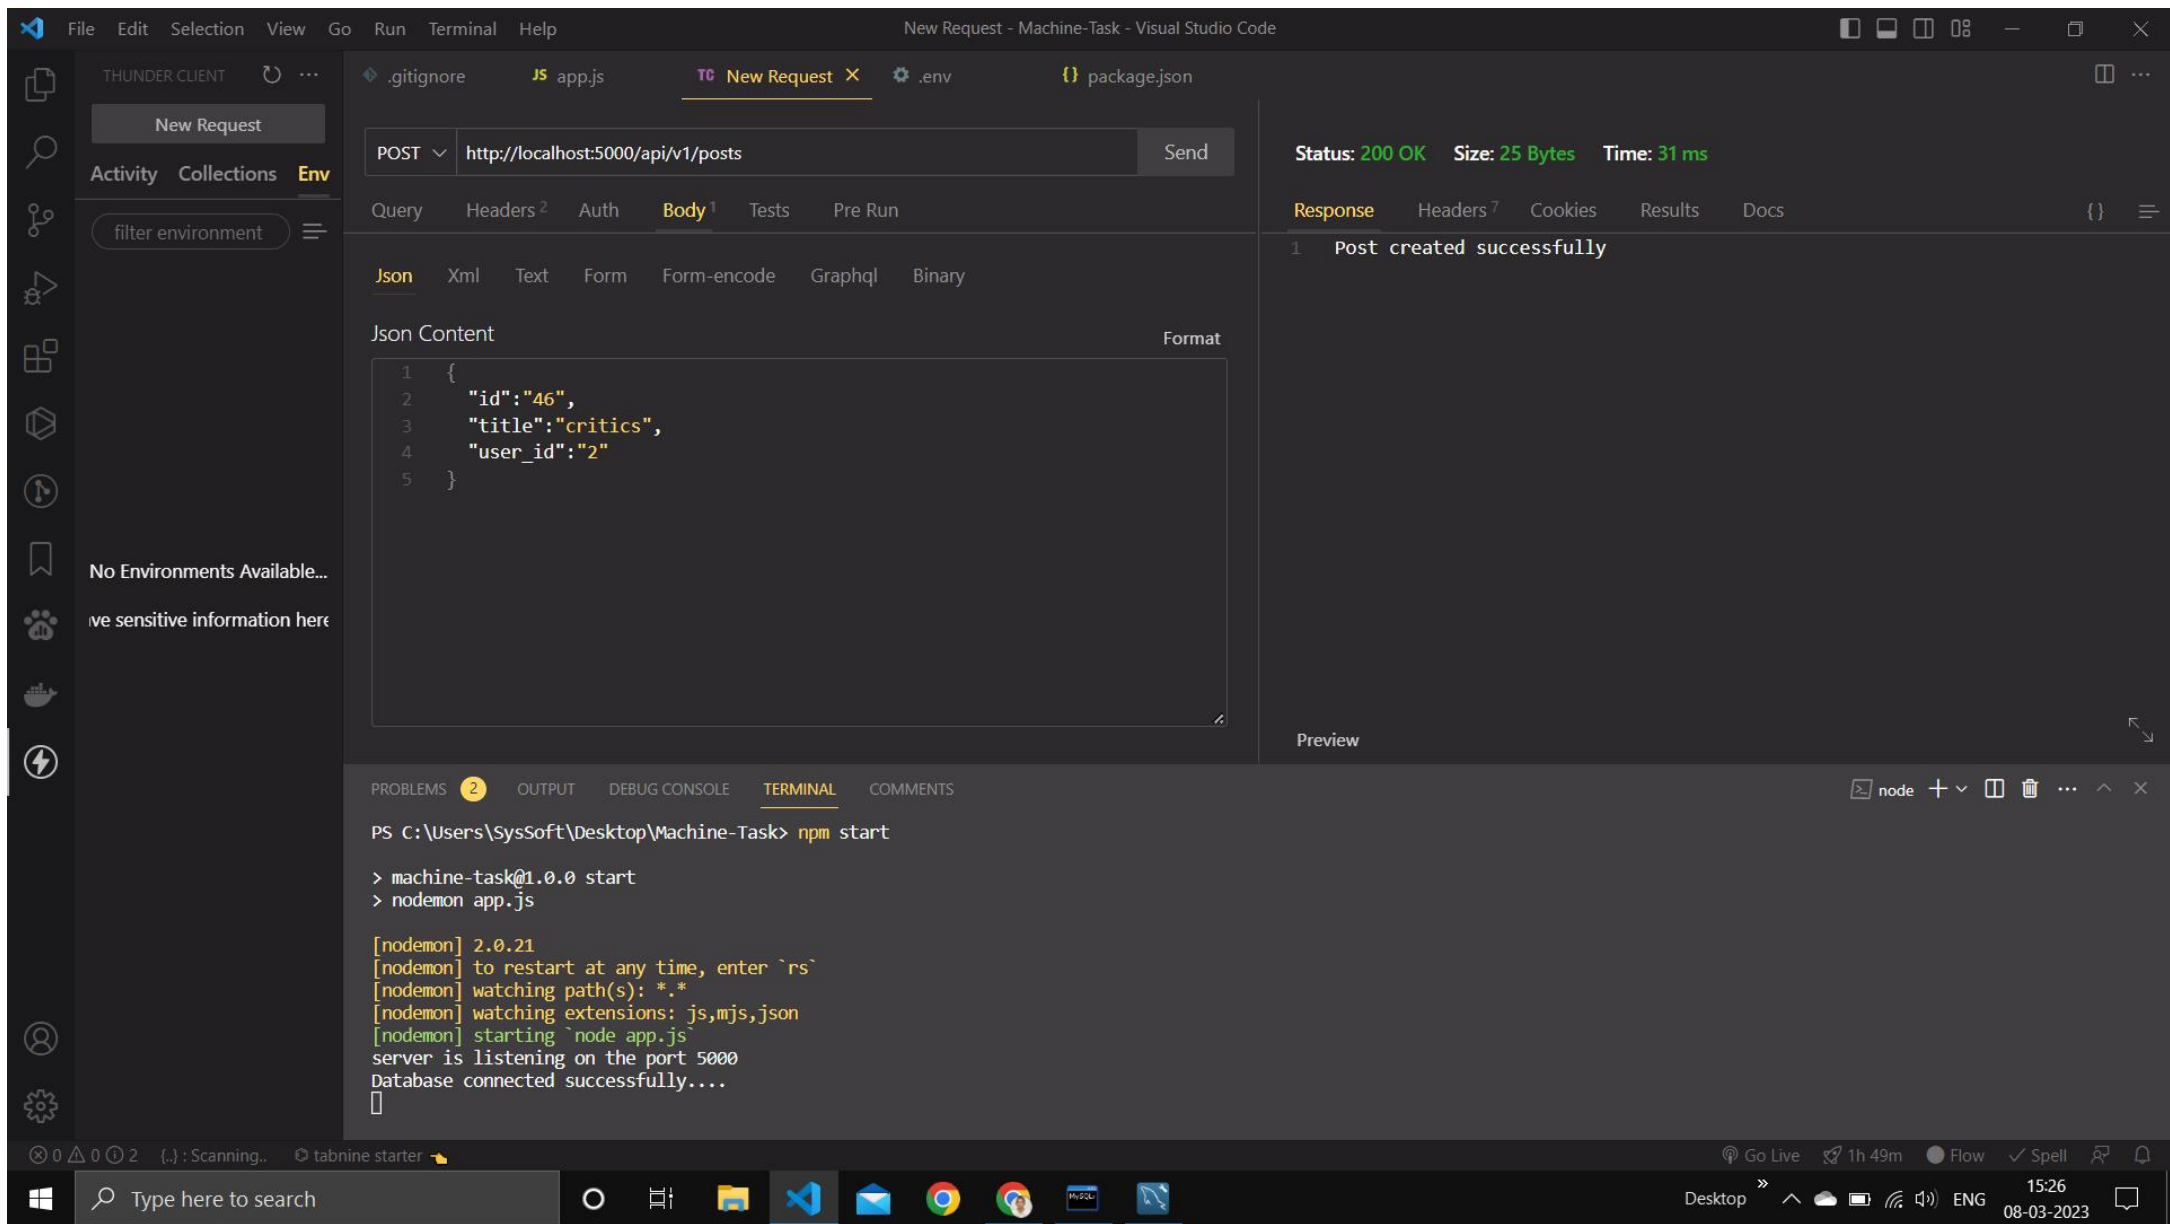 File Edit Selection View Go Run Terminal Help
New Request - Machine-Task - Visual Studio Code
THUNDER CLIENT
.gitignore
JS app.js
TC New Request
.env
{} package.json
New Request
Activity Collections Env
filter environment
No Environments Available...
ve sensitive information here
POST http://localhost:5000/api/v1/posts Send
Query Headers 2 Auth Body 1 Tests Pre Run
Json Xml Text Form Form-encode Graphql Binary
Json Content
Format
1 {
2 "id":"46",
3 "title":"critics",
4 "user_id":"2"
5 }
Status: 200 OK Size: 25 Bytes Time: 31 ms
Response Headers 7 Cookies Results Docs {}
1 Post created successfully
Preview
PROBLEMS 2 OUTPUT DEBUG CONSOLE TERMINAL COMMENTS
node
PS C:\Users\SysSoft\Desktop\Machine-Task> npm start
> machine-task@1.0.0 start
> nodemon app.js
[nodemon] 2.0.21
[nodemon] to restart at any time, enter `rs`
[nodemon] watching path(s): *.*
[nodemon] watching extensions: js,mjs,json
[nodemon] starting `node app.js`
server is listening on the port 5000
Database connected successfully....
0 0 2 {..} : Scanning.. tabnine starter
Go Live 1h 49m Flow Spell
Type here to search
Desktop » ENG
15:26
08-03-2023